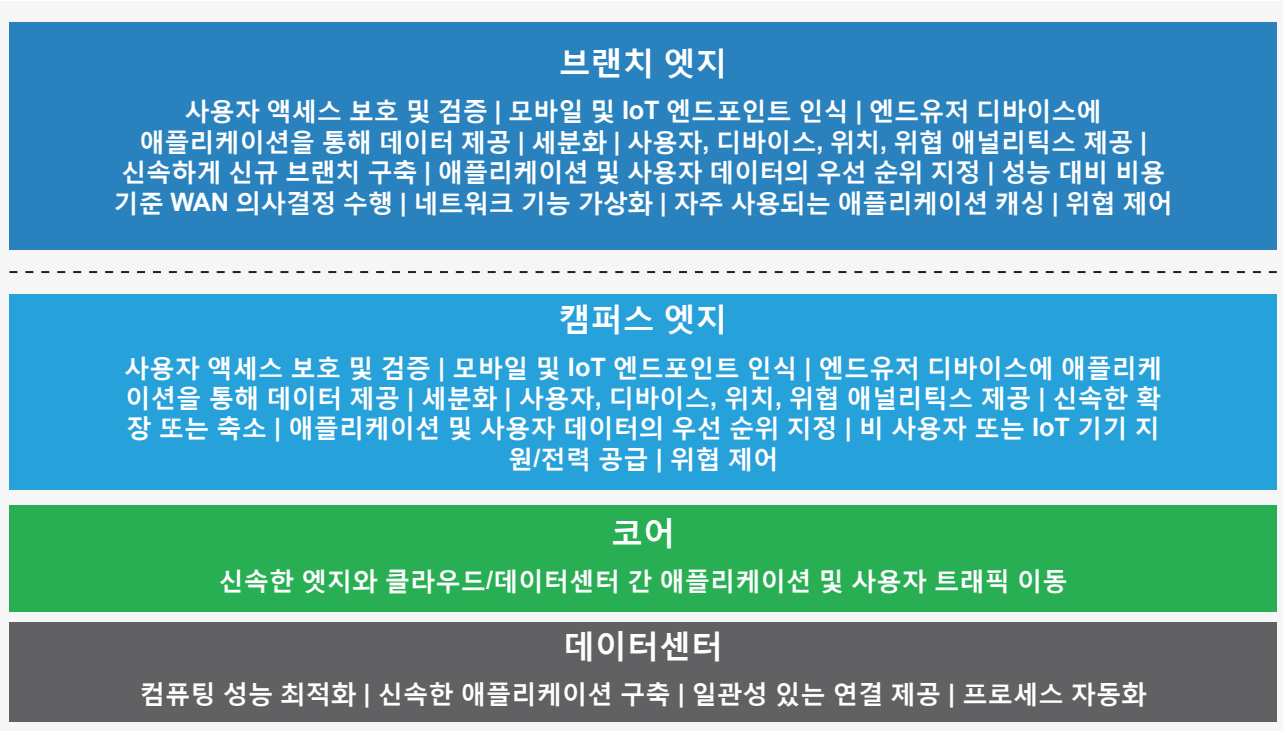 브랜치 엣지
사용자 액세스 보호 및 검증 | 모바일 및 IoT 엔드포인트 인식 | 엔드유저 디바이스에
애플리케이션을 통해 데이터 제공 | 세분화 | 사용자, 디바이스, 위치, 위협 애널리틱스 제공 |
신속하게 신규 브랜치 구축 | 애플리케이션 및 사용자 데이터의 우선 순위 지정 | 성능 대비 비용
기준 WAN 의사결정 수행 | 네트워크 기능 가상화 | 자주 사용되는 애플리케이션 캐싱 | 위협 제어
캠퍼스 엣지
사용자 액세스 보호 및 검증 | 모바일 및 IoT 엔드포인트 인식 | 엔드유저 디바이스에 애플리케
이션을 통해 데이터 제공 | 세분화 | 사용자, 디바이스, 위치, 위협 애널리틱스 제공 | 신속한 확
장 또는 축소 | 애플리케이션 및 사용자 데이터의 우선 순위 지정 | 비 사용자 또는 IoT 기기 지
원/전력 공급 | 위협 제어
코어
신속한 엣지와 클라우드/데이터센터 간 애플리케이션 및 사용자 트래픽 이동
데이터센터
컴퓨팅 성능 최적화 | 신속한 애플리케이션 구축 | 일관성 있는 연결 제공 | 프로세스 자동화